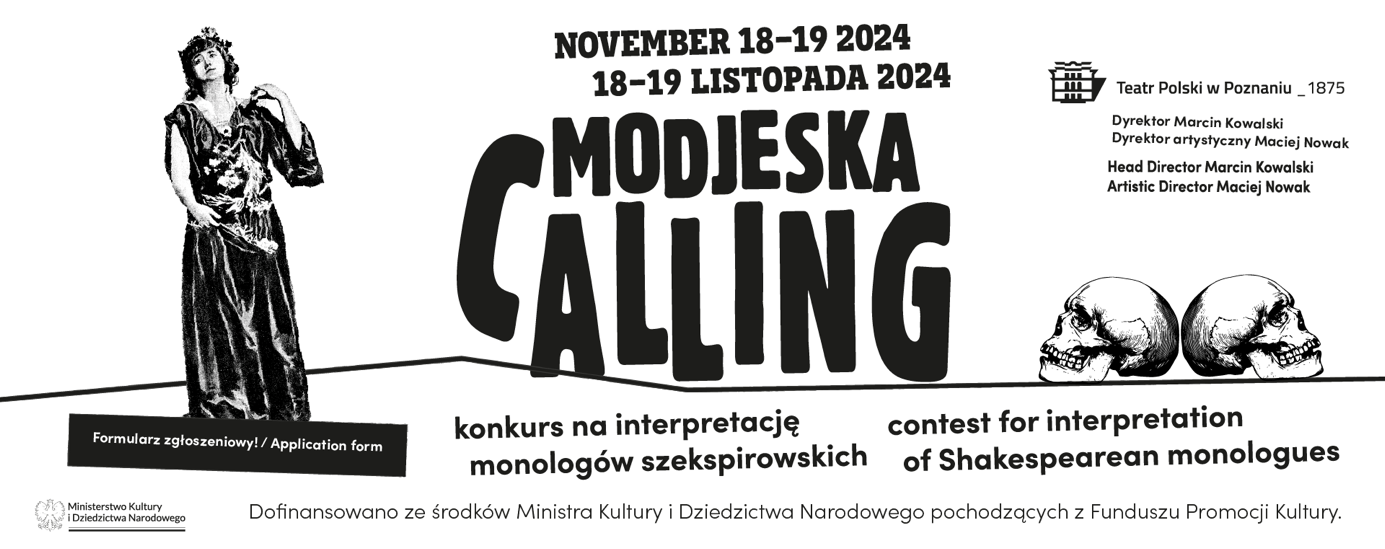 NOVEMBER 18–19 2024
18–19 LISTOPADA 2024
MODJESKA
CALLING
Teatr Polski w Poznaniu _1875
Dyrektor Marcin Kowalski
Dyrektor artystyczny Maciej Nowak
Head Director Marcin Kowalski
Artistic Director Maciej Nowak
konkurs na interpretację
monologów szekspirowskich
contest for interpretation
of Shakespearean monologues
Formularz zgłoszeniowy! / Application form
Ministerstwo Kultury
i Dziedzictwa Narodowego
Dofinansowano ze środków Ministra Kultury i Dziedzictwa Narodowego pochodzących z Funduszu Promocji Kultury.